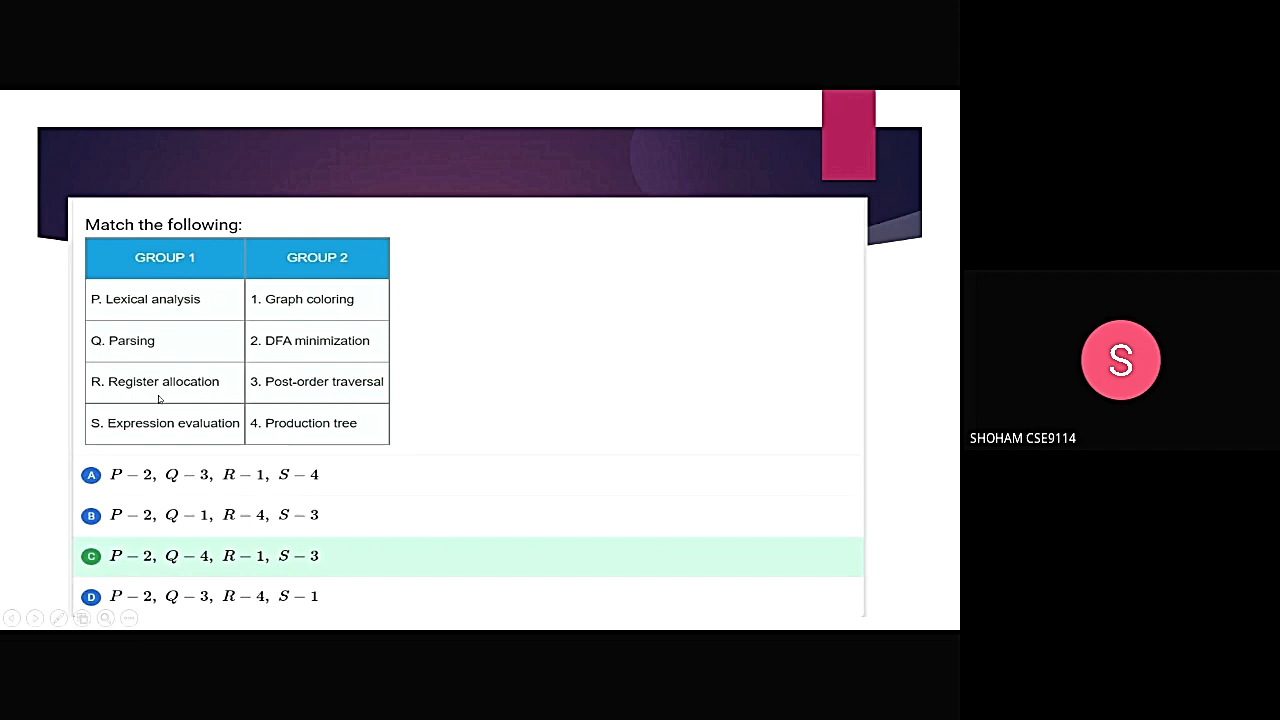 Match the following:
GROUP 1 GROUP 2
P. Lexical analysis 1. Graph coloring
Q. Parsing 2. DFA minimization
R. Register allocation 3. Post-order traversal
S. Expression evaluation 4. Production tree
A P − 2, Q − 3, R − 1, S − 4
B P − 2, Q − 1, R − 4, S − 3
C P − 2, Q − 4, R − 1, S − 3
D P − 2, Q − 3, R − 4, S − 1
S
SHOHAM CSE9114